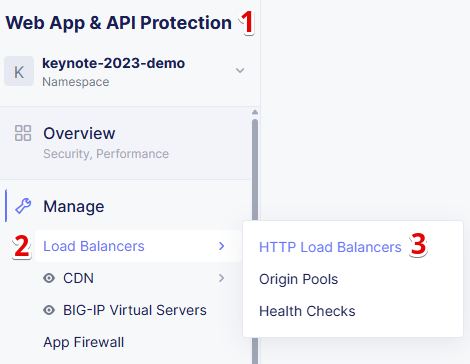 Web App & API Protection 1
K
keynote-2023-demo
Namespace
Overview
Security, Performance
Manage
2 Load Balancers
HTTP Load Balancers 3
CDN
Origin Pools
BIG-IP Virtual Servers
Health Checks
App Firewall